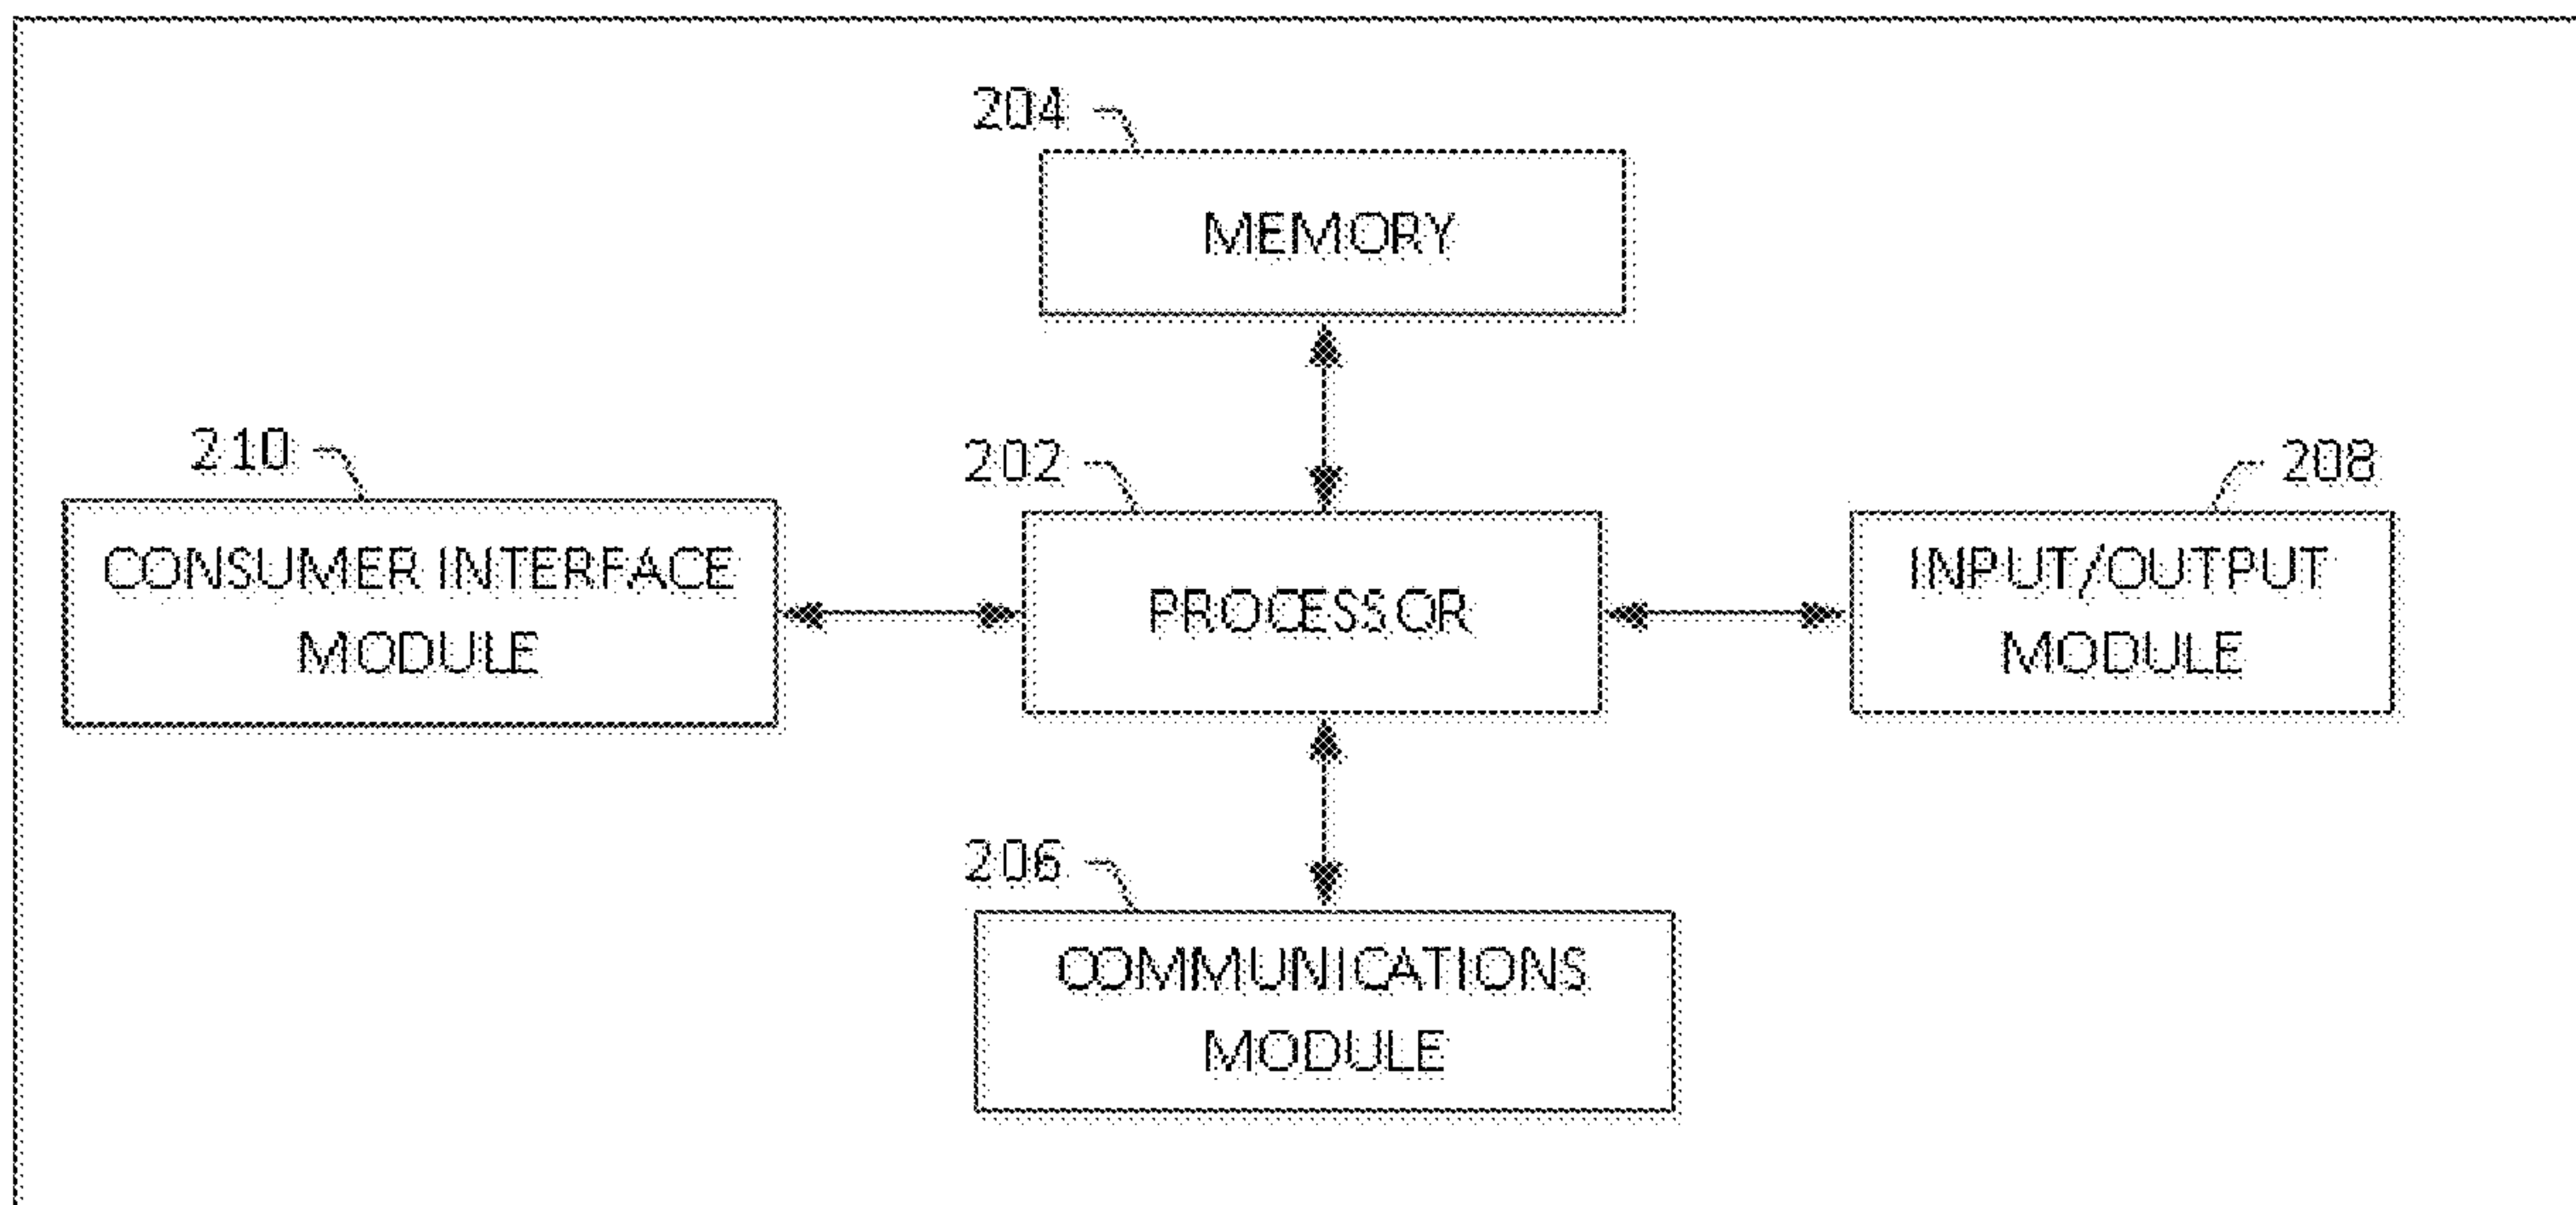 204
MEMORY
210
202
208
CONSUMER INTERFACE
MODULE
PROCESSOR
INPUT/OUTPUT
MODULE
206
COMMUNICATIONS
MODULE